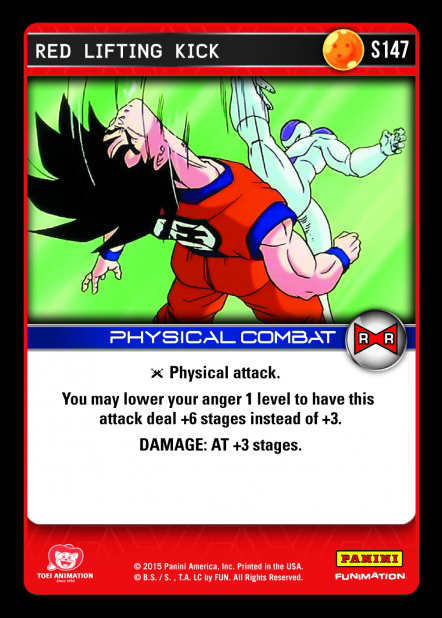 RED LIFTING KICK
S147
PHYSICAL COMBAT
R R
Physical attack.
You may lower your anger 1 level to have this
attack deal +6 stages instead of +3.
DAMAGE: AT +3 stages.
TOEI ANIMATION
Since 1956
© 2015 Panini America, Inc. Printed in the USA.
© B.S. / S. , T.A. LC by FUN. All Rights Reserved.
PANINI
FUNIMATION